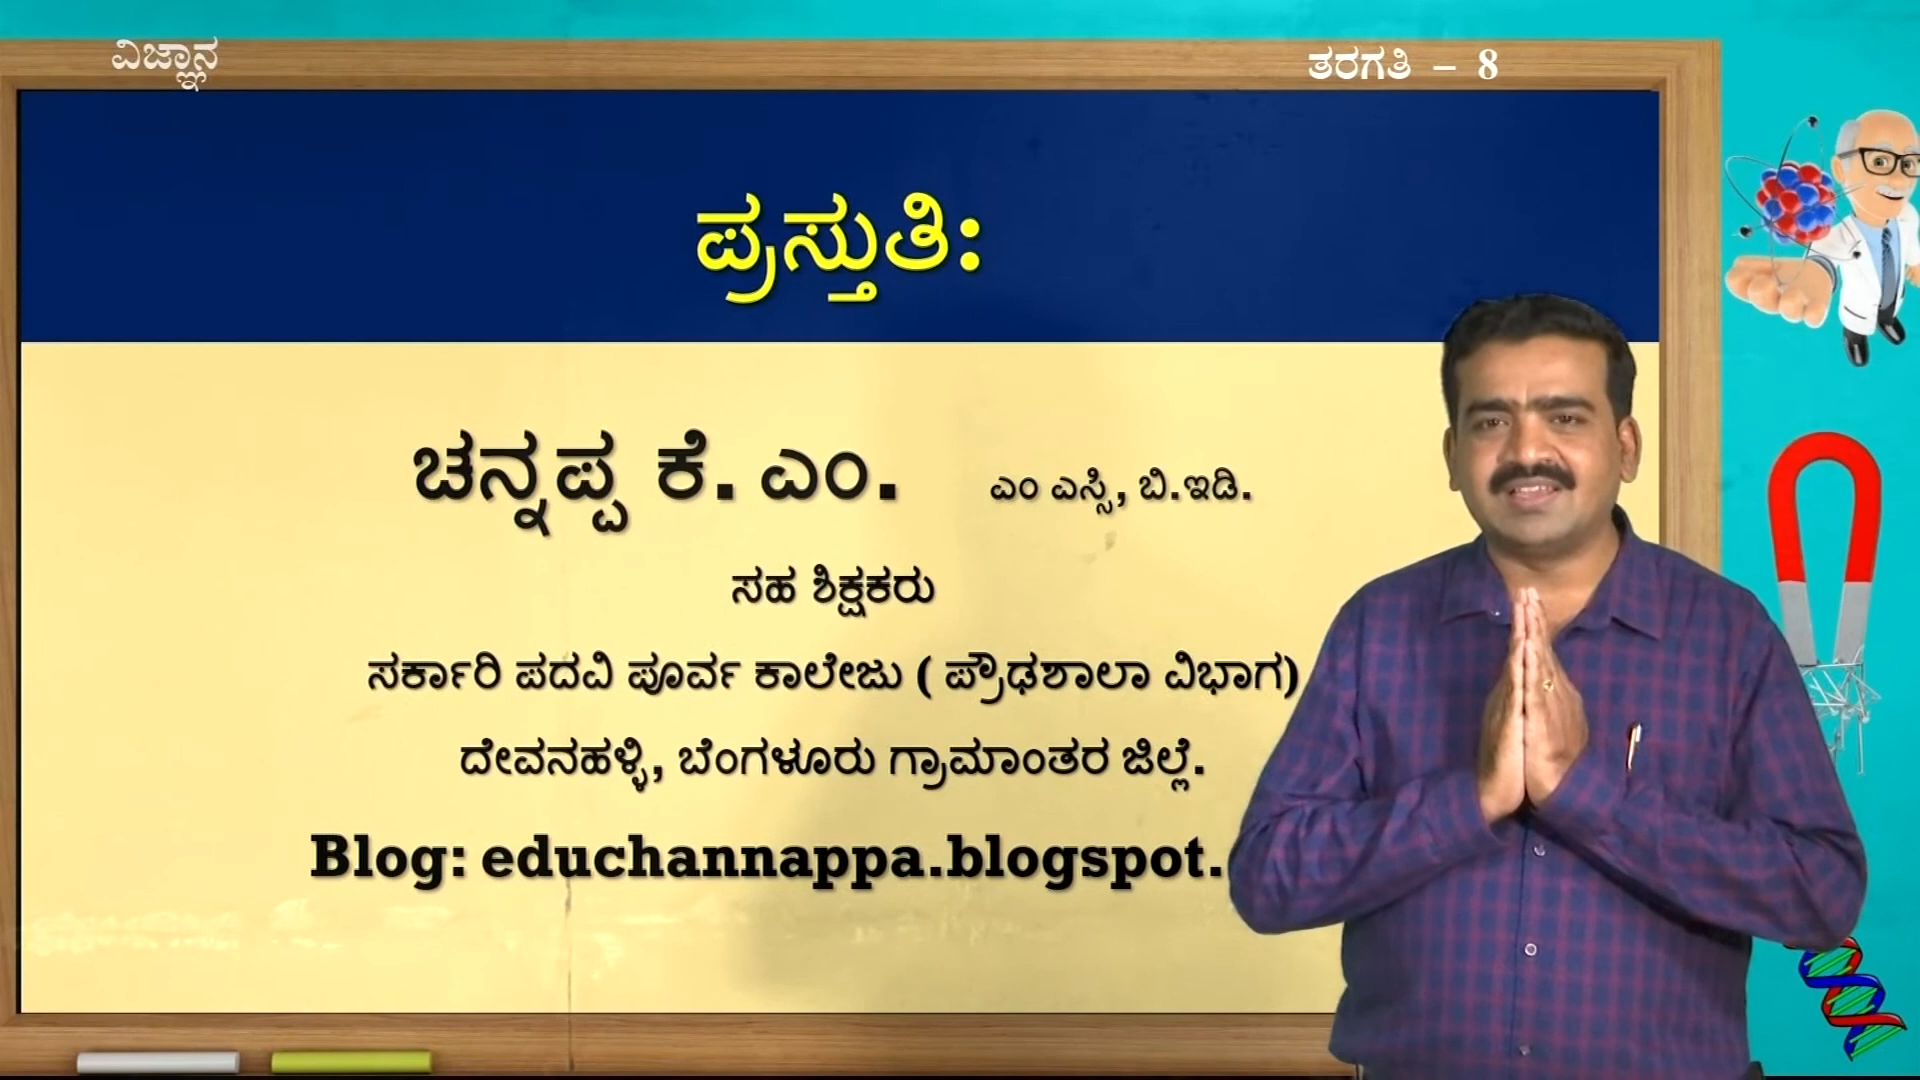 ವಿಜ್ಞಾನ
ತರಗತಿ – 8
ಪ್ರಸ್ತುತಿ:
ಚನ್ನಪ್ಪ ಕೆ. ಎಂ. ಎಂ ಎಸ್ಸಿ, ಬಿ.ಇಡಿ.
ಸಹ ಶಿಕ್ಷಕರು
ಸರ್ಕಾರಿ ಪದವಿ ಪೂರ್ವ ಕಾಲೇಜು ( ಪ್ರೌಢಶಾಲಾ ವಿಭಾಗ)
ದೇವನಹಳ್ಳಿ, ಬೆಂಗಳೂರು ಗ್ರಾಮಾಂತರ ಜಿಲ್ಲೆ.
Blog: educhannappa.blogspot.